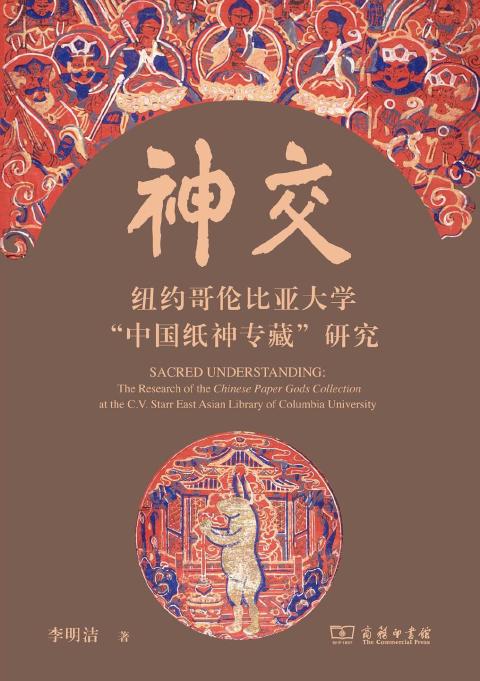 神交
纽约哥伦比亚大学
“中国纸神专藏”研究
SACRED UNDERSTANDING:
The Research of the Chinese Paper Gods Collection
at the C.V. Starr East Asian Library of Columbia University
李明洁 著
商務印書館
The Commercial Press